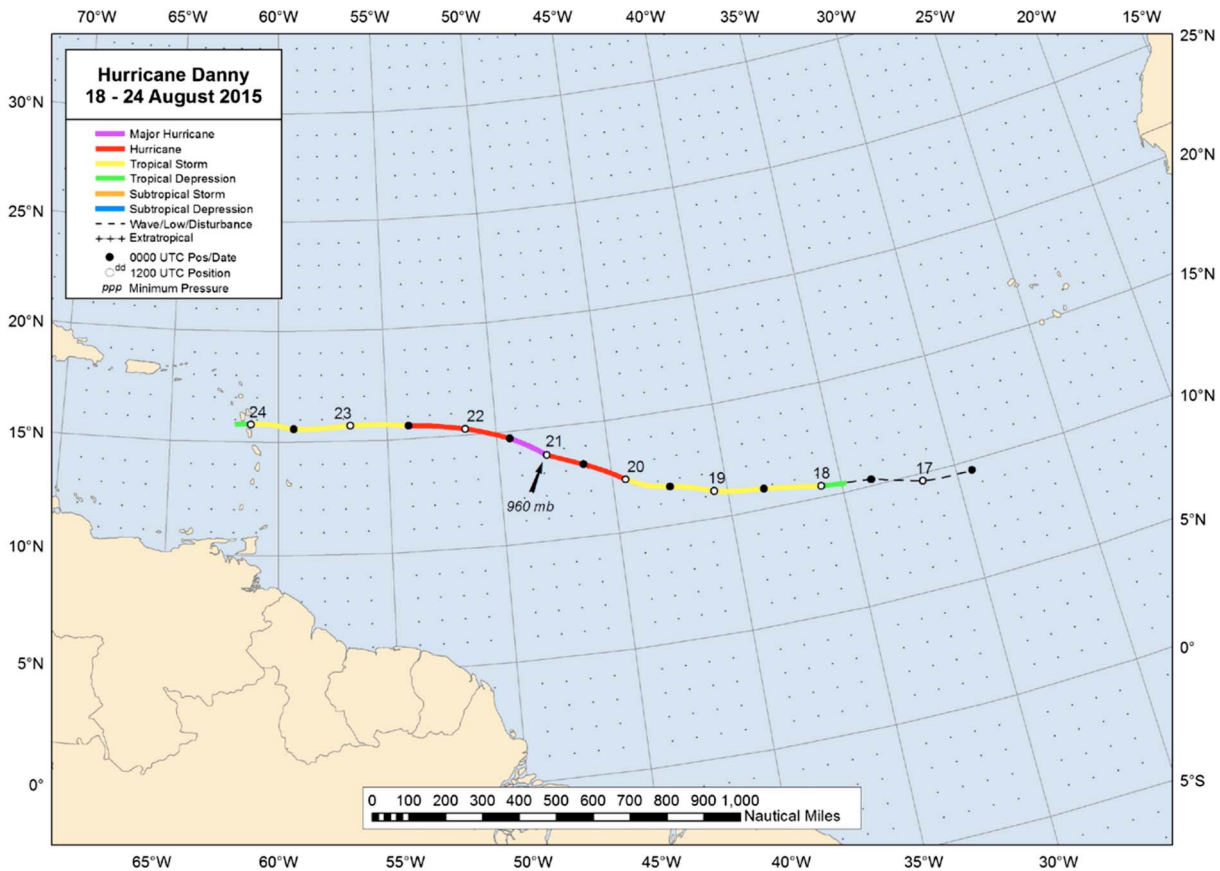 70°W 65°W 60°W 55°W 50°W 45°W 40°W 35°W 30°W 25°W 20°W 15°W
25°N
Hurricane Danny
18 - 24 August 2015
30°N
Major Hurricane
Hurricane
Tropical Storm
Tropical Depression
Subtropical Storm
Subtropical Depression
Wave/Low/Disturbance
Extratropical
0000 UTC Pos/Date
dd 1200 UTC Position
ppp Minimum Pressure
20°N
25°N
15°N
20°N
10°N
24 23 22 21 20 19 18 17
15°N
960 mb
5°N
10°N
0°
5°N
5°S
0°
0 100 200 300 400 500 600 700 800 900 1,000
Nautical Miles
65°W 60°W 55°W 50°W 45°W 40°W 35°W 30°W